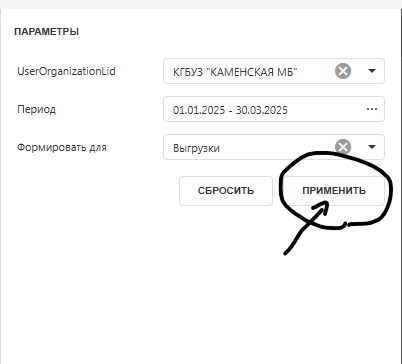 ПАРАМЕТРЫ
UserOrganizationLid КГБУЗ "КАМЕНСКАЯ МБ"
Период 01.01.2025 - 30.03.2025 ...
Формировать для Выгрузки
СБРОСИТЬ ПРИМЕНИТЬ